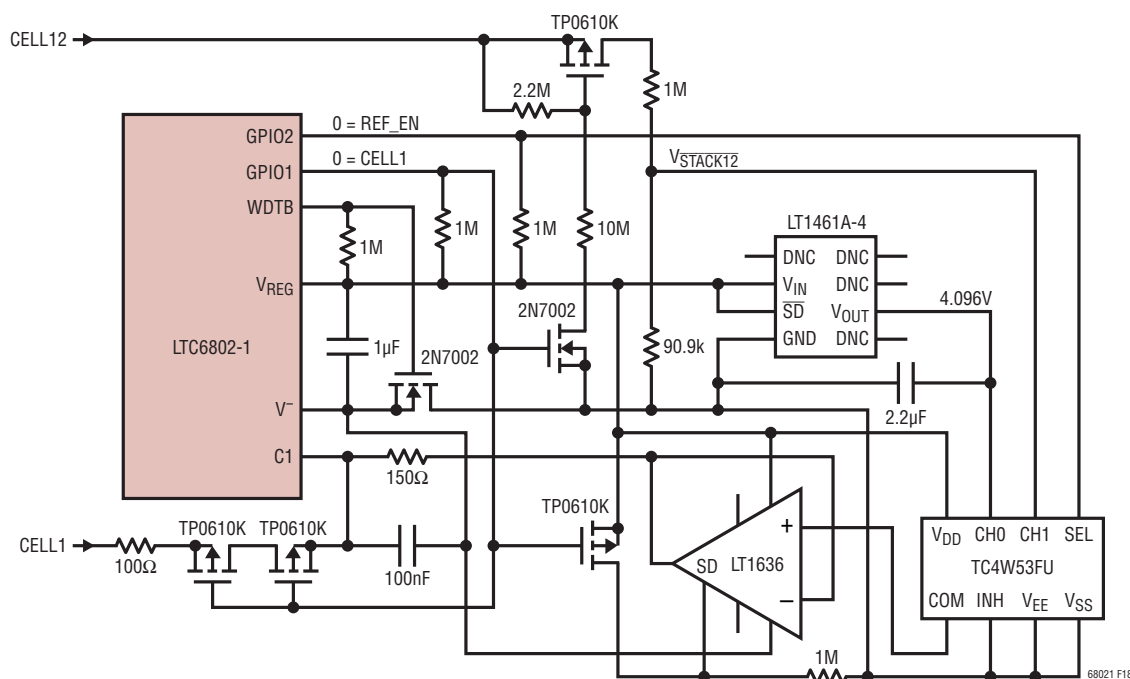 TP0610K
CELL12
2.2M
1M
GPIO2
0 = REF_EN
GPIO1
0 = CELL1
VSTACK12
WDTB
1M
1M
1M
10M
LT1461A-4
DNC DNC
VREG
VIN DNC
4.096V
SD VOUT
2N7002
GND DNC
LTC6802-1
1µF
2N7002
90.9k
V–
2.2µF
C1
150Ω
TP0610K
TP0610K TP0610K
CELL1
100Ω
100nF
+
SD LT1636
–
VDD CH0 CH1 SEL
TC4W53FU
COM INH VEE VSS
1M
68021 F18